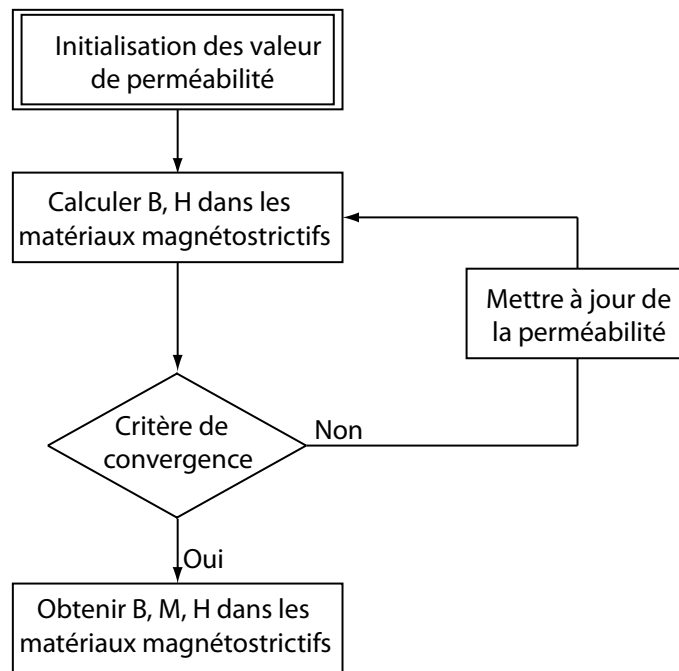 Initialisation des valeur
de perméabilité
Calculer B, H dans les
matériaux magnétostrictifs
Mettre à jour de
la perméabilité
Critère de
convergence
Non
Oui
Obtenir B, M, H dans les
matériaux magnétostrictifs